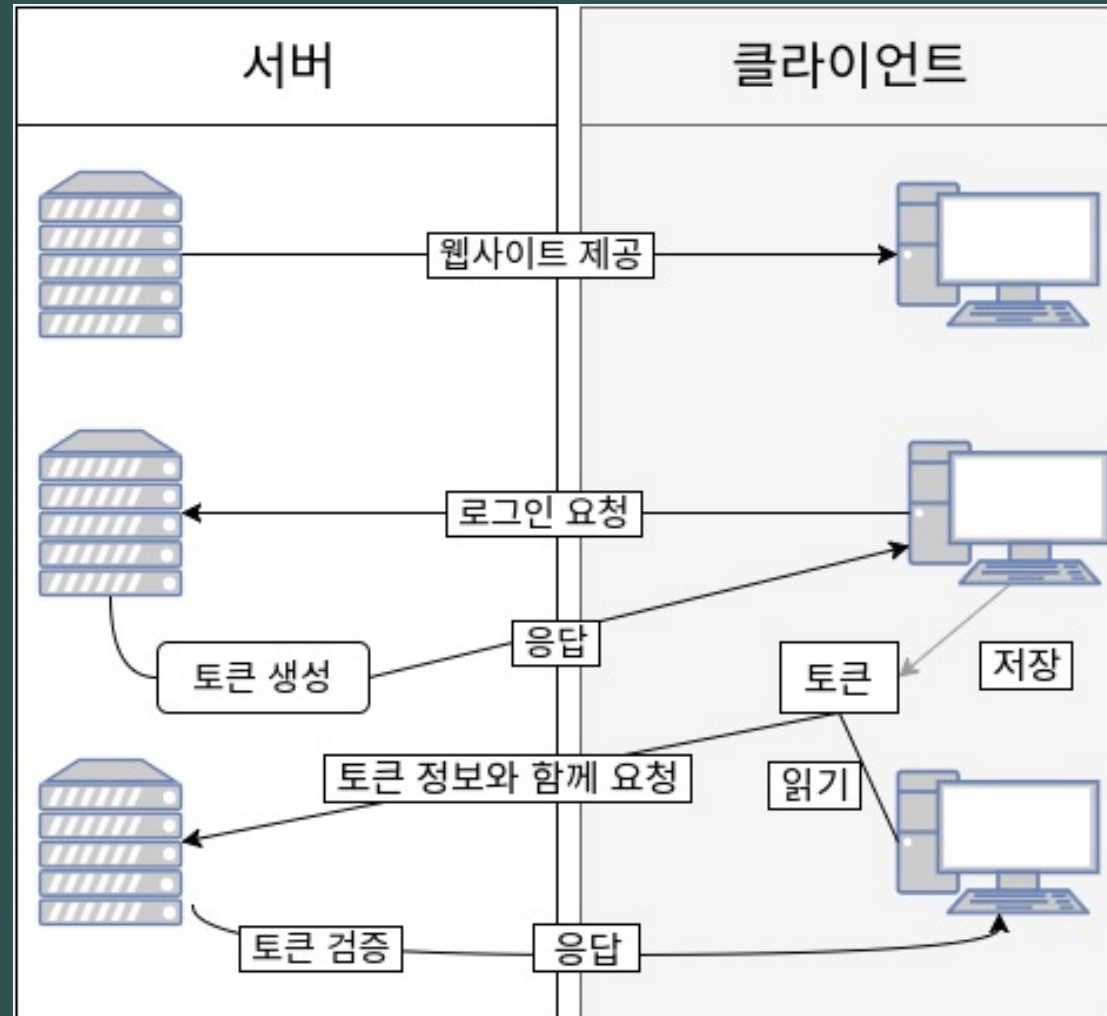 서버
클라이언트
웹사이트 제공
로그인 요청
응답
토큰 생성
토큰
저장
토큰 정보와 함께 요청
읽기
토큰 검증
응답